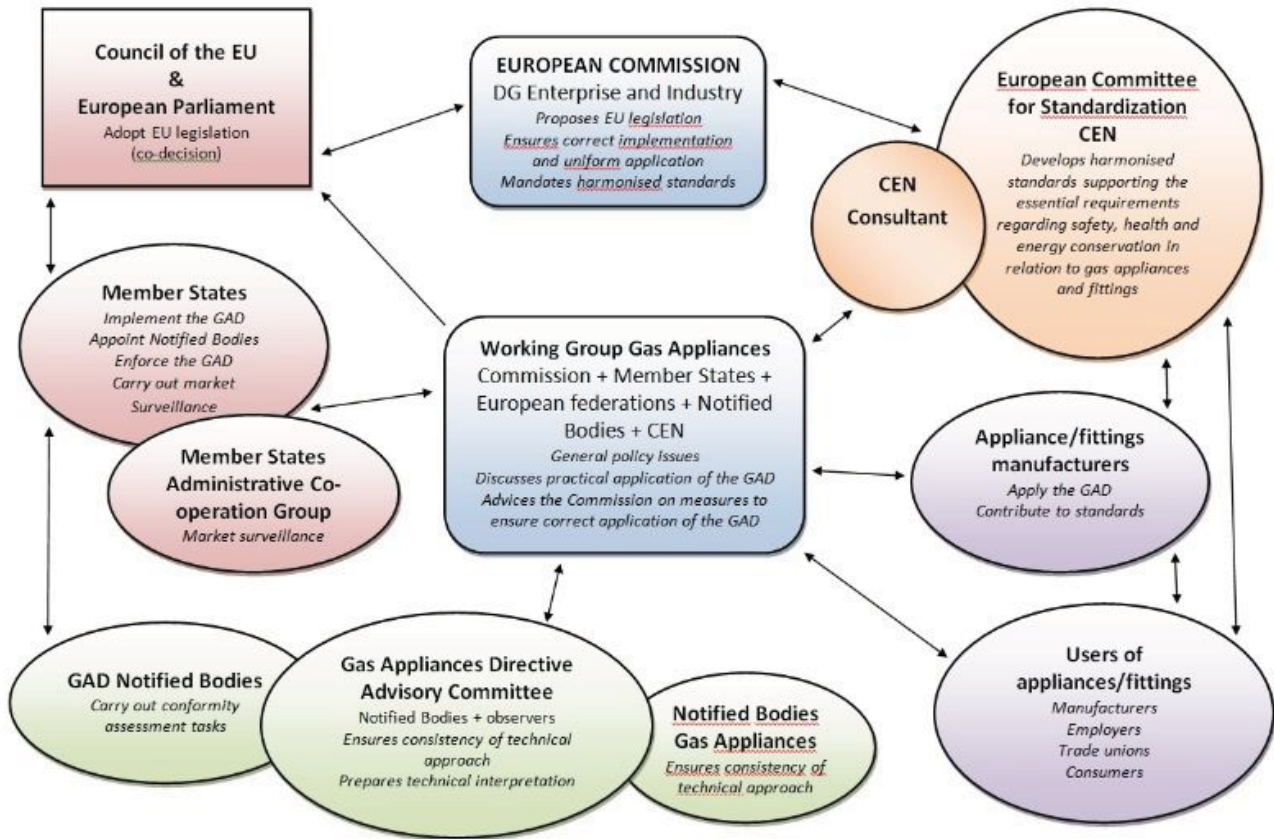 Council of the EU
&
European Parliament
Adopt EU legislation
(co-decision)
EUROPEAN COMMISSION
DG Enterprise and Industry
Proposes EU legislation
Ensures correct implementation
and uniform application
Mandates harmonised standards
European Committee
for Standardization
CEN
Develops harmonised
standards supporting the
essential requirements
regarding safety, health and
energy conservation in
relation to gas appliances
and fittings
CEN
Consultant
Member States
Implement the GAD
Appoint Notified Bodies
Enforce the GAD
Carry out market
Surveillance
Member States
Administrative Co-
operation Group
Market surveillance
Working Group Gas Appliances
Commission + Member States +
European federations + Notified
Bodies + CEN
General policy Issues
Discusses practical application of the GAD
Advices the Commission on measures to
ensure correct application of the GAD
Appliance/fittings
manufacturers
Apply the GAD
Contribute to standards
GAD Notified Bodies
Carry out conformity
assessment tasks
Gas Appliances Directive
Advisory Committee
Notified Bodies + observers
Ensures consistency of technical
approach
Prepares technical interpretation
Notified Bodies
Gas Appliances
Ensures consistency of
technical approach
Users of
appliances/fittings
Manufacturers
Employers
Trade unions
Consumers